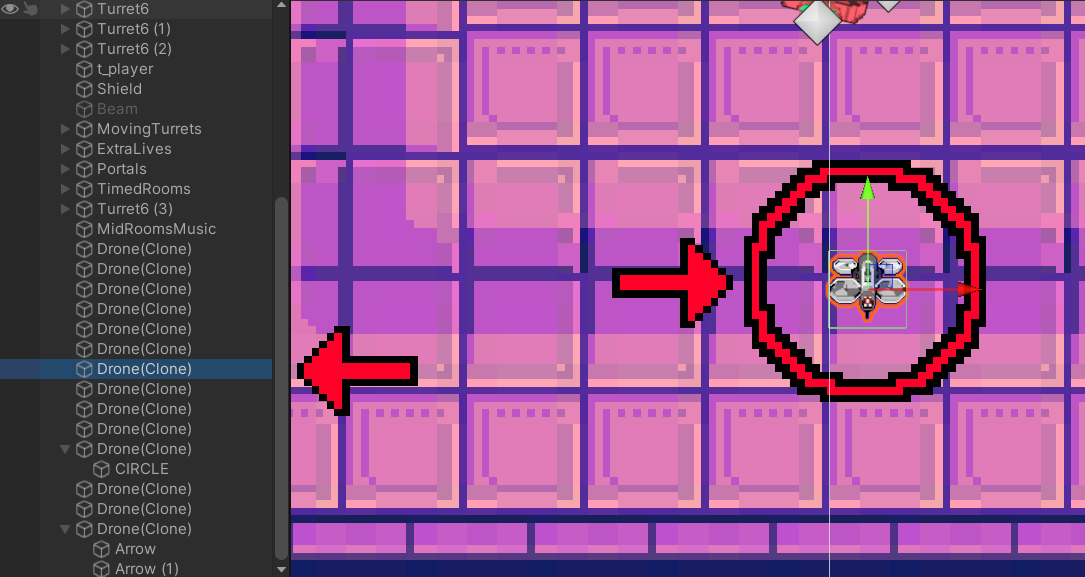 Turret6
Turret6 (1)
Turret6 (2)
t_player
Shield
Beam
MovingTurrets
ExtraLives
Portals
TimedRooms
Turret6 (3)
MidRoomsMusic
Drone(Clone)
Drone(Clone)
Drone(Clone)
Drone(Clone)
Drone(Clone)
Drone(Clone)
Drone(Clone)
Drone(Clone)
Drone(Clone)
Drone(Clone)
Drone(Clone)
CIRCLE
Drone(Clone)
Drone(Clone)
Drone(Clone)
Arrow
Arrow (1)